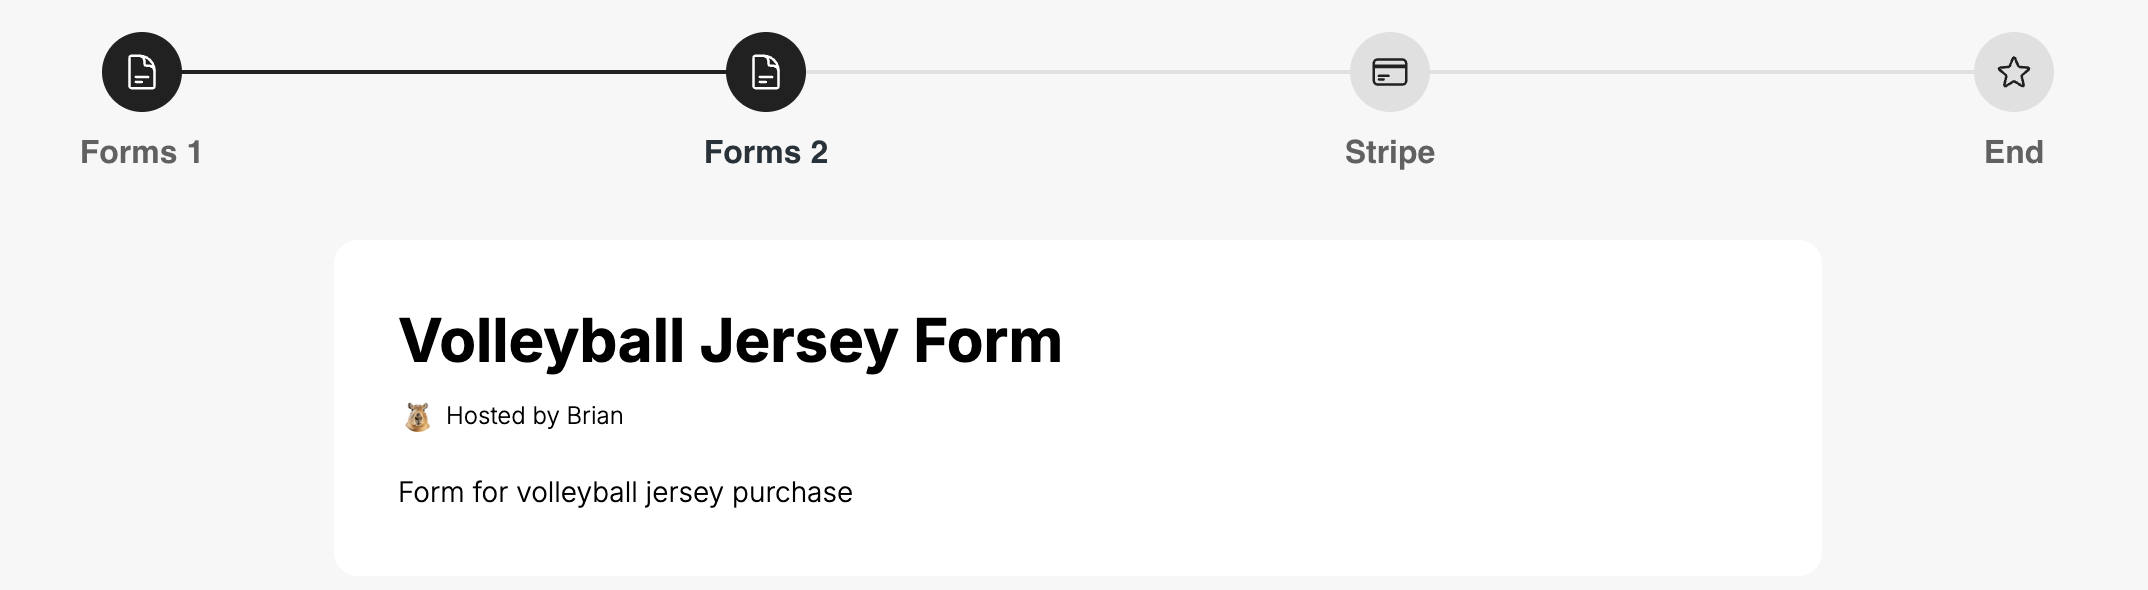 Forms 1
Forms 2
Stripe
End
Volleyball Jersey Form
Hosted by Brian
Form for volleyball jersey purchase